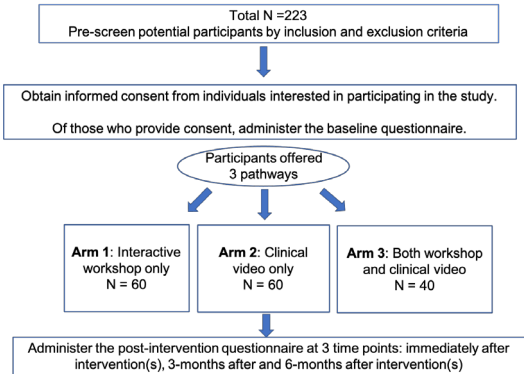 Total N =223
Pre-screen potential participants by inclusion and exclusion criteria
Obtain informed consent from individuals interested in participating in the study.
Of those who provide consent, administer the baseline questionnaire.
Participants offered
3 pathways
Arm 1: Interactive
workshop only
N = 60
Arm 2: Clinical
video only
N = 60
Arm 3: Both workshop
and clinical video
N = 40
Administer the post-intervention questionnaire at 3 time points: immediately after
intervention(s), 3-months after and 6-months after intervention(s)